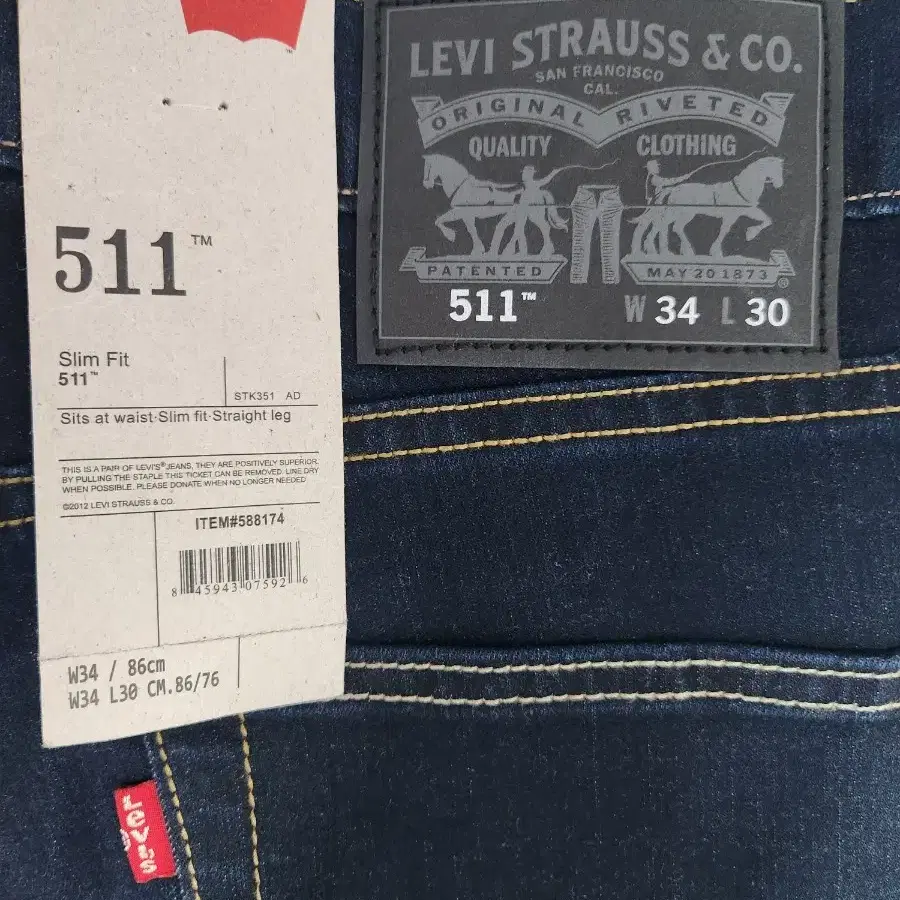 511™
Slim Fit
511™
STK351 AD
Sits at waist·Slim fit·Straight leg
THIS IS A PAIR OF LEVI'S® JEANS, THEY ARE POSITIVELY SUPERIOR.
BY PULLING THE STAPLE THIS TICKET CAN BE REMOVED. LINE DRY
WHEN POSSIBLE. PLEASE DONATE WHEN NO LONGER NEEDED
©2012 LEVI STRAUSS & CO.
ITEM#588174
8 45943 07592 6
W34 / 86cm
W34 L30 CM.86/76
LEVI STRAUSS & CO.
SAN FRANCISCO
CAL.
ORIGINAL RIVETED
QUALITY CLOTHING
PATENTED MAY 20 1873 ®
511™ W 34 L 30
LEVI'S